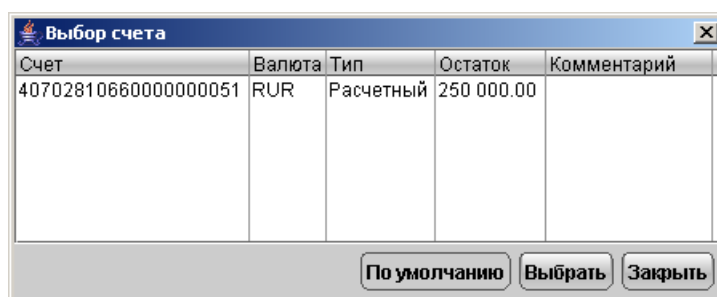 Выбор счета
Счет Валюта Тип Остаток Комментарий
40702810660000000051 RUR Расчетный 250 000.00
По умолчанию Выбрать Закрыть